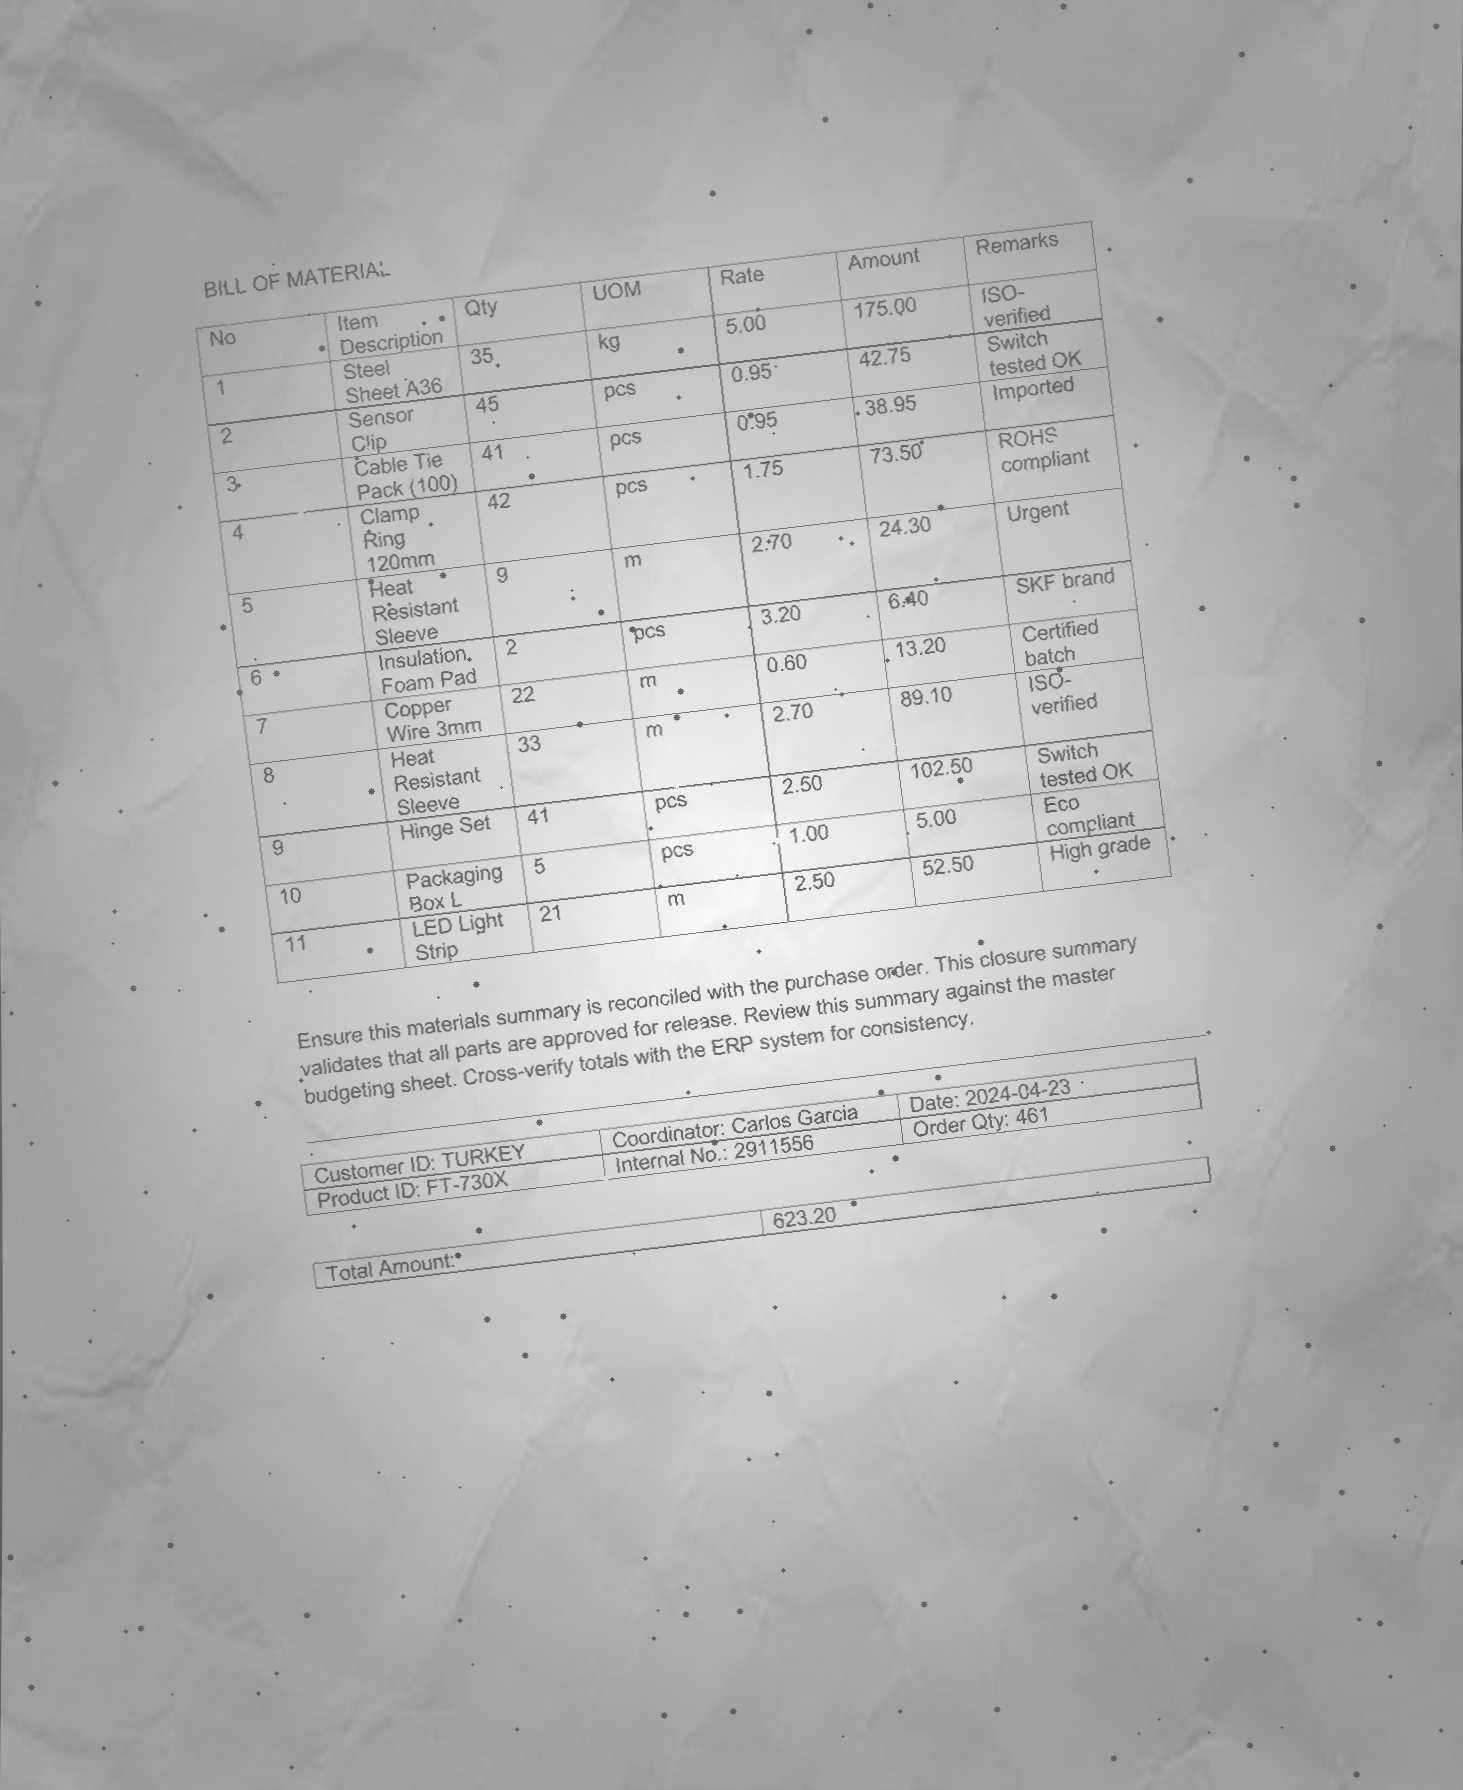 BILL OF MATERIAL
No Item Description Qty UOM Rate Amount Remarks
1 Steel Sheet A36 35 kg 5.00 175.00 ISO-verified
2 Sensor Clip 45 pcs 0.95 42.75 Switch tested OK
3 Cable Tie Pack (100) 41 pcs 0.95 38.95 Imported
4 Clamp Ring 120mm 42 pcs 1.75 73.50 ROHS compliant
5 Heat Resistant Sleeve 9 m 2.70 24.30 Urgent
6 Insulation Foam Pad 2 pcs 3.20 6.40 SKF brand
7 Copper Wire 3mm 22 m 0.60 13.20 Certified batch
8 Heat Resistant Sleeve 33 m 2.70 89.10 ISO-verified
9 Hinge Set 41 pcs 2.50 102.50 Switch tested OK
10 Packaging Box L 5 pcs 1.00 5.00 Eco compliant
11 LED Light Strip 21 m 2.50 52.50 High grade
Ensure this materials summary is reconciled with the purchase order. This closure summary
validates that all parts are approved for release. Review this summary against the master
budgeting sheet. Cross-verify totals with the ERP system for consistency.
Customer ID: TURKEY Coordinator: Carlos Garcia Date: 2024-04-23
Product ID: FT-730X Internal No.: 2911556 Order Qty: 461
Total Amount: 623.20